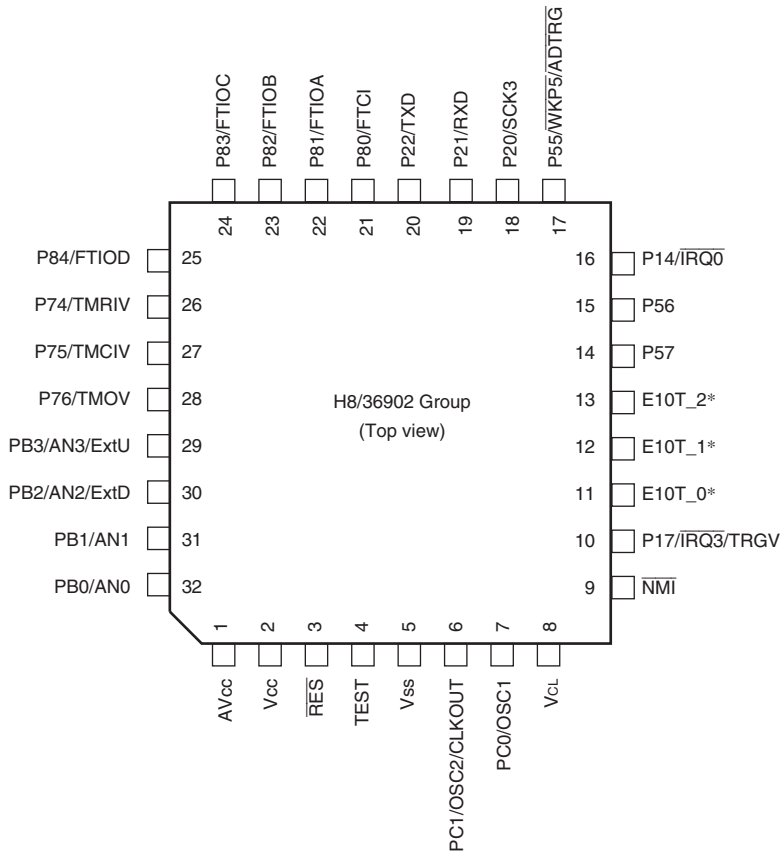 P83/FTIOC
P82/FTIOB
P81/FTIOA
P80/FTCI
P22/TXD
P21/RXD
P20/SCK3
P55/WKP5/ADTRG
24
23
22
21
20
19
18
17
P84/FTIOD
25
P74/TMRIV
26
P75/TMCIV
27
P76/TMOV
28
PB3/AN3/ExtU
29
PB2/AN2/ExtD
30
PB1/AN1
31
PB0/AN0
32
H8/36902 Group
(Top view)
16
P14/IRQ0
15
P56
14
P57
13
E10T_2*
12
E10T_1*
11
E10T_0*
10
P17/IRQ3/TRGV
9
NMI
1
2
3
4
5
6
7
8
AVcc
Vcc
RES
TEST
Vss
PC1/OSC2/CLKOUT
PC0/OSC1
VCL